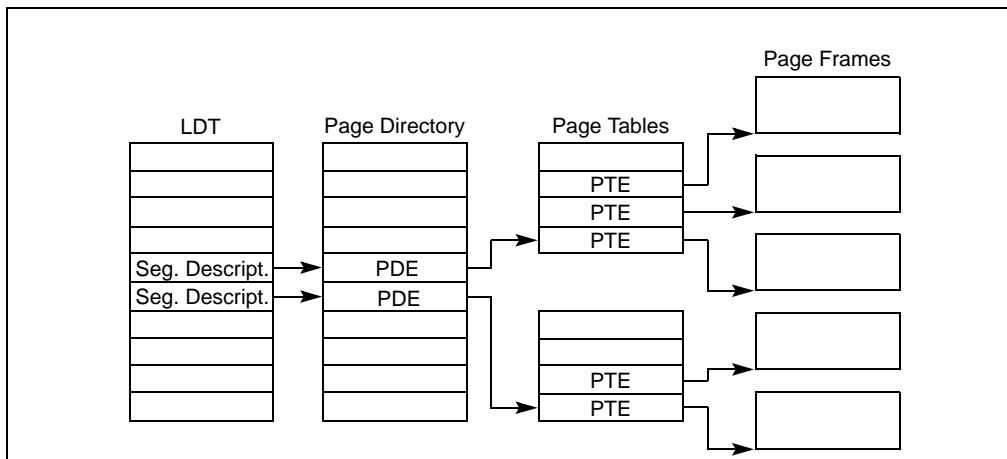 Page Frames
LDT
Page Directory
Page Tables
PTE
PTE
PTE
Seg. Descript.
PDE
Seg. Descript.
PDE
PTE
PTE